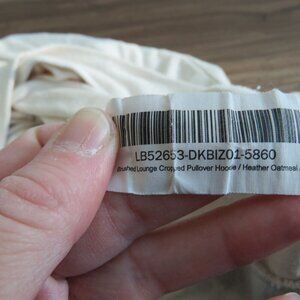 LB52653-DKBIZ01-5860
Brushed Lounge Cropped Pullover Hoodie / Heather Oatmeal